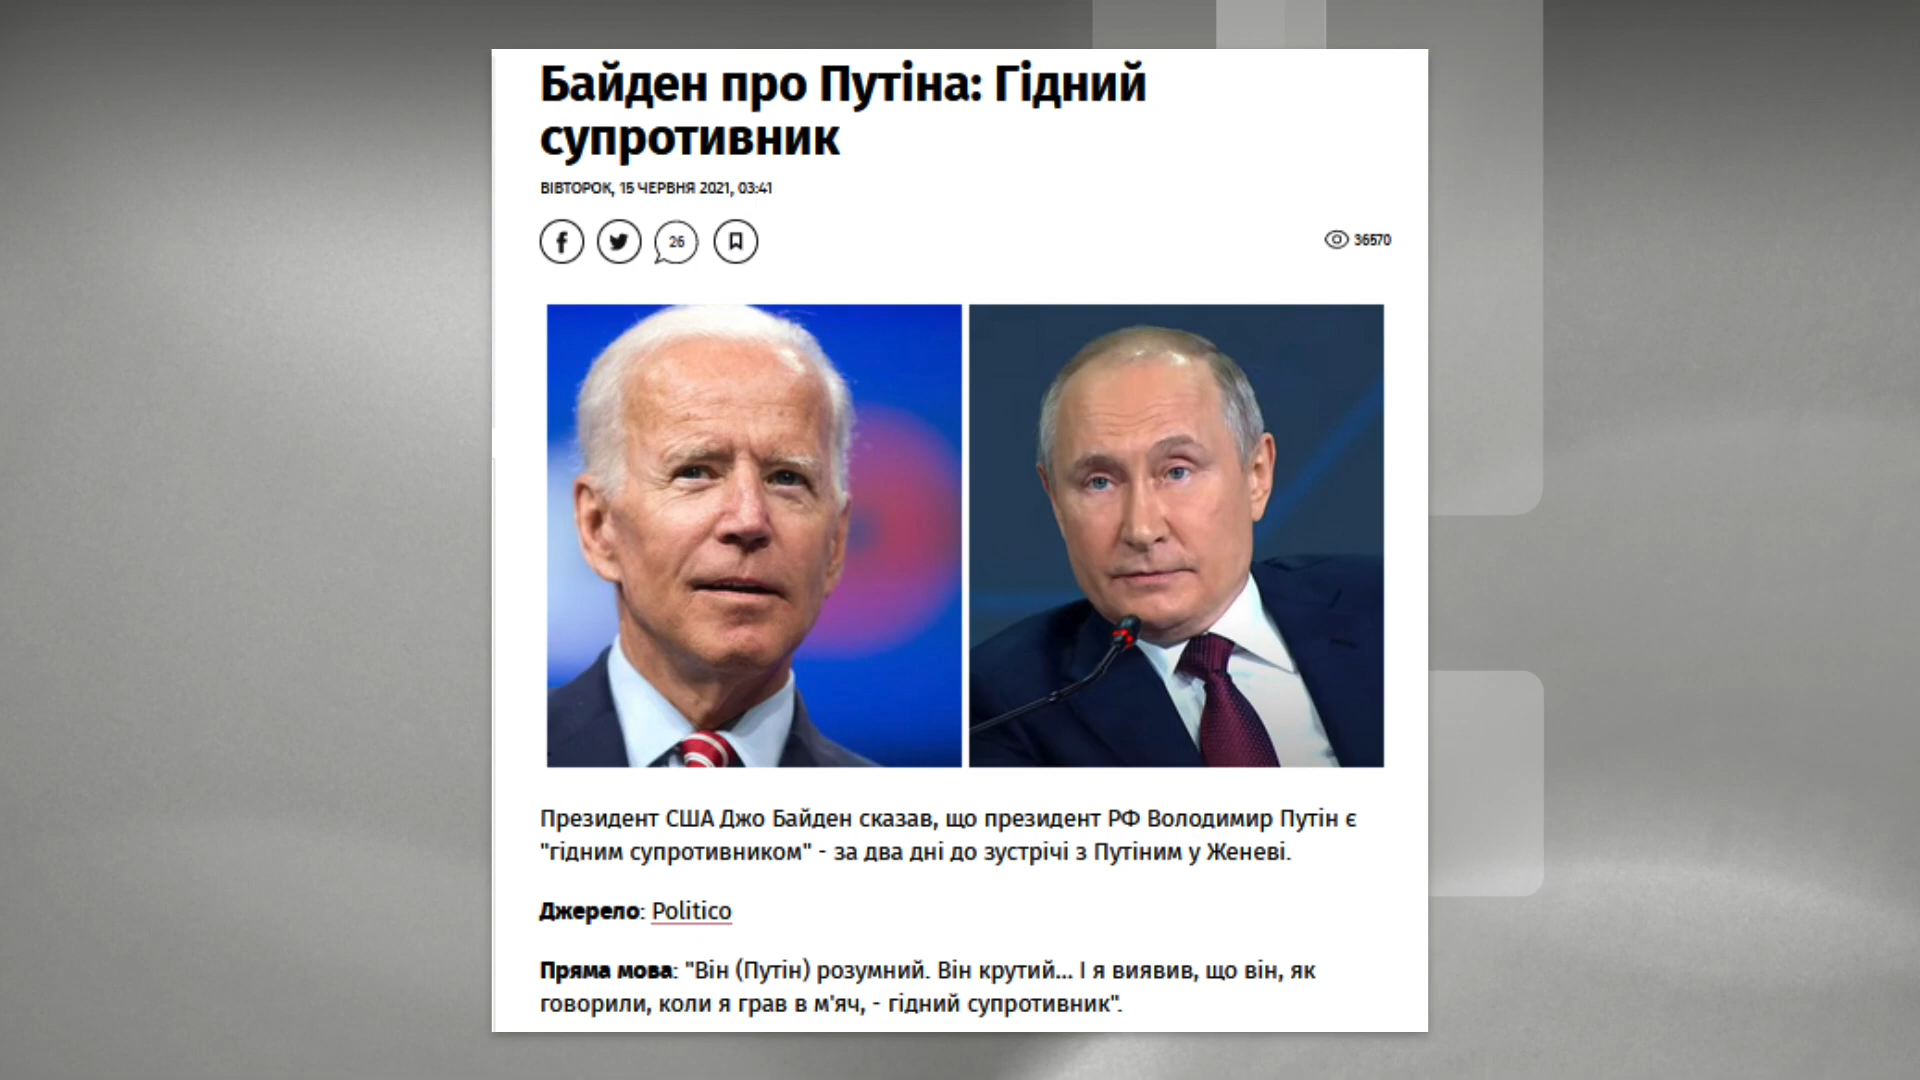 Байден про Путіна: Гідний
супротивник
ВІВТОРОК, 15 ЧЕРВНЯ 2021, 03:41
26
36570
Президент США Джо Байден сказав, що президент РФ Володимир Путін є
"гідним супротивником" - за два дні до зустрічі з Путіним у Женеві.
Джерело: Politico
Пряма мова: "Він (Путін) розумний. Він крутий... І я виявив, що він, як
говорили, коли я грав в м'яч, - гідний супротивник".